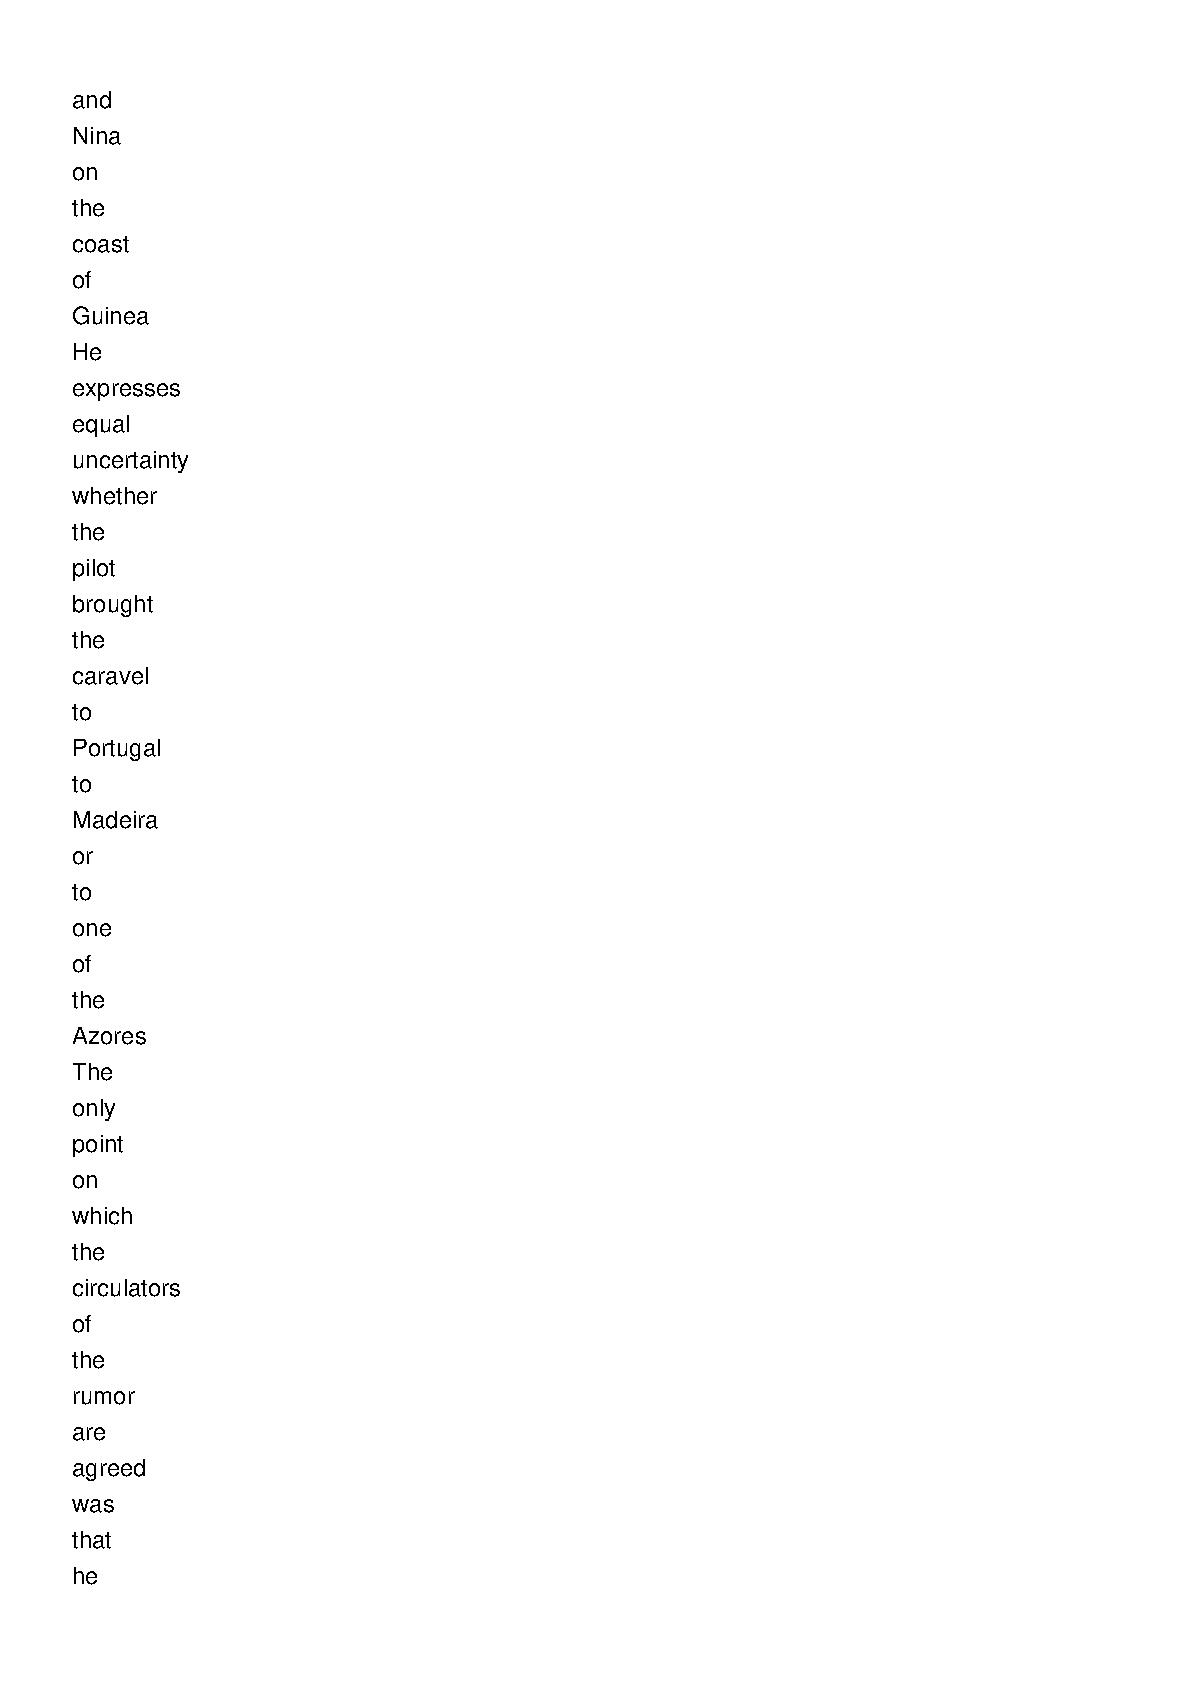 and
Nina
on
the
coast
of
Guinea
He
expresses
equal
uncertainty
whether
the
pilot
brought
the
caravel
to
Portugal
to
Madeira
or
to
one
of
the
Azores
The
only
point
on
which
the
circulators
of
the
rumor
are
agreed
was
that
he